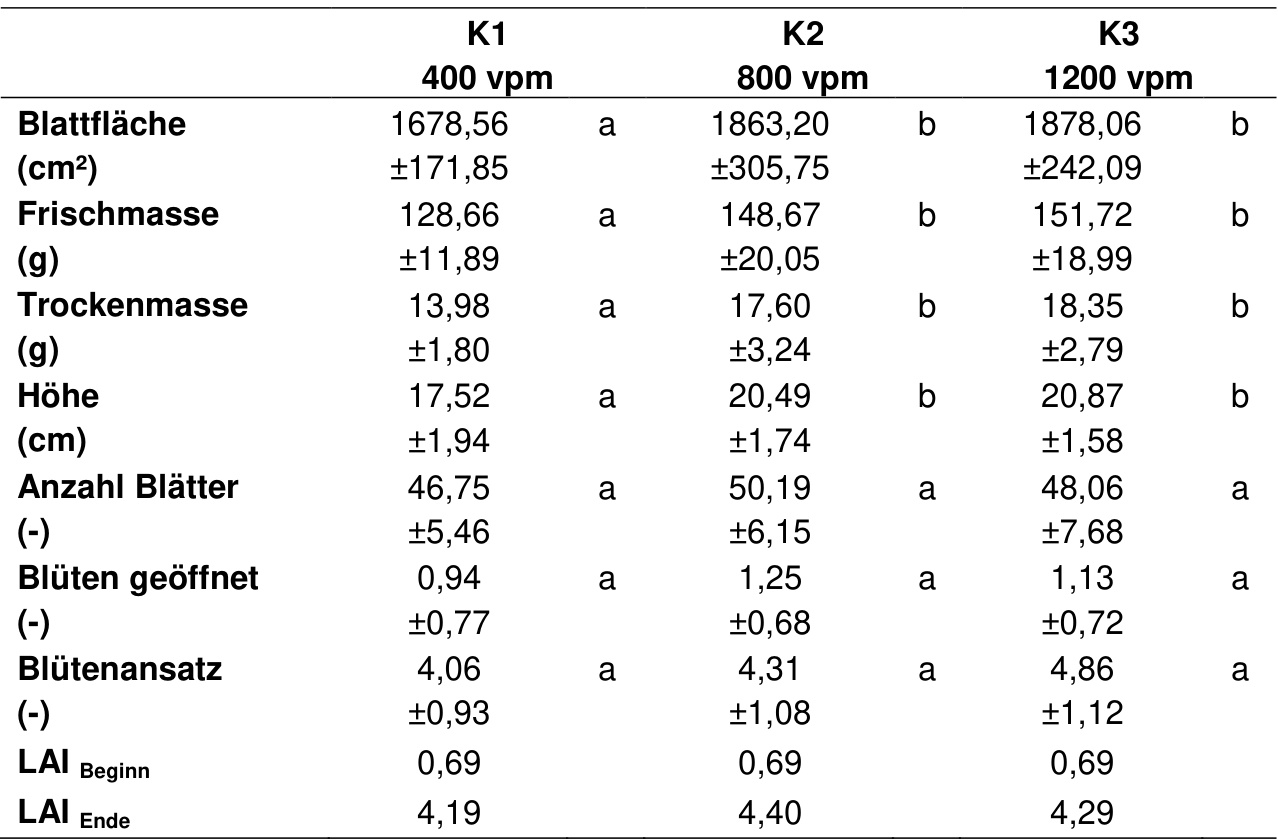 K1 K2 K3
400 vpm 800 vpm 1200 vpm
Blattfläche 1678,56 a 1863,20 b 1878,06 b
(cm²) ±171,85 ±305,75 ±242,09
Frischmasse 128,66 a 148,67 b 151,72 b
(g) ±11,89 ±20,05 ±18,99
Trockenmasse 13,98 a 17,60 b 18,35 b
(g) ±1,80 ±3,24 ±2,79
Höhe 17,52 a 20,49 b 20,87 b
(cm) ±1,94 ±1,74 ±1,58
Anzahl Blätter 46,75 a 50,19 a 48,06 a
(-) ±5,46 ±6,15 ±7,68
Blüten geöffnet 0,94 a 1,25 a 1,13 a
(-) ±0,77 ±0,68 ±0,72
Blütenansatz 4,06 a 4,31 a 4,86 a
(-) ±0,93 ±1,08 ±1,12
LAI Beginn 0,69 0,69 0,69
LAI Ende 4,19 4,40 4,29